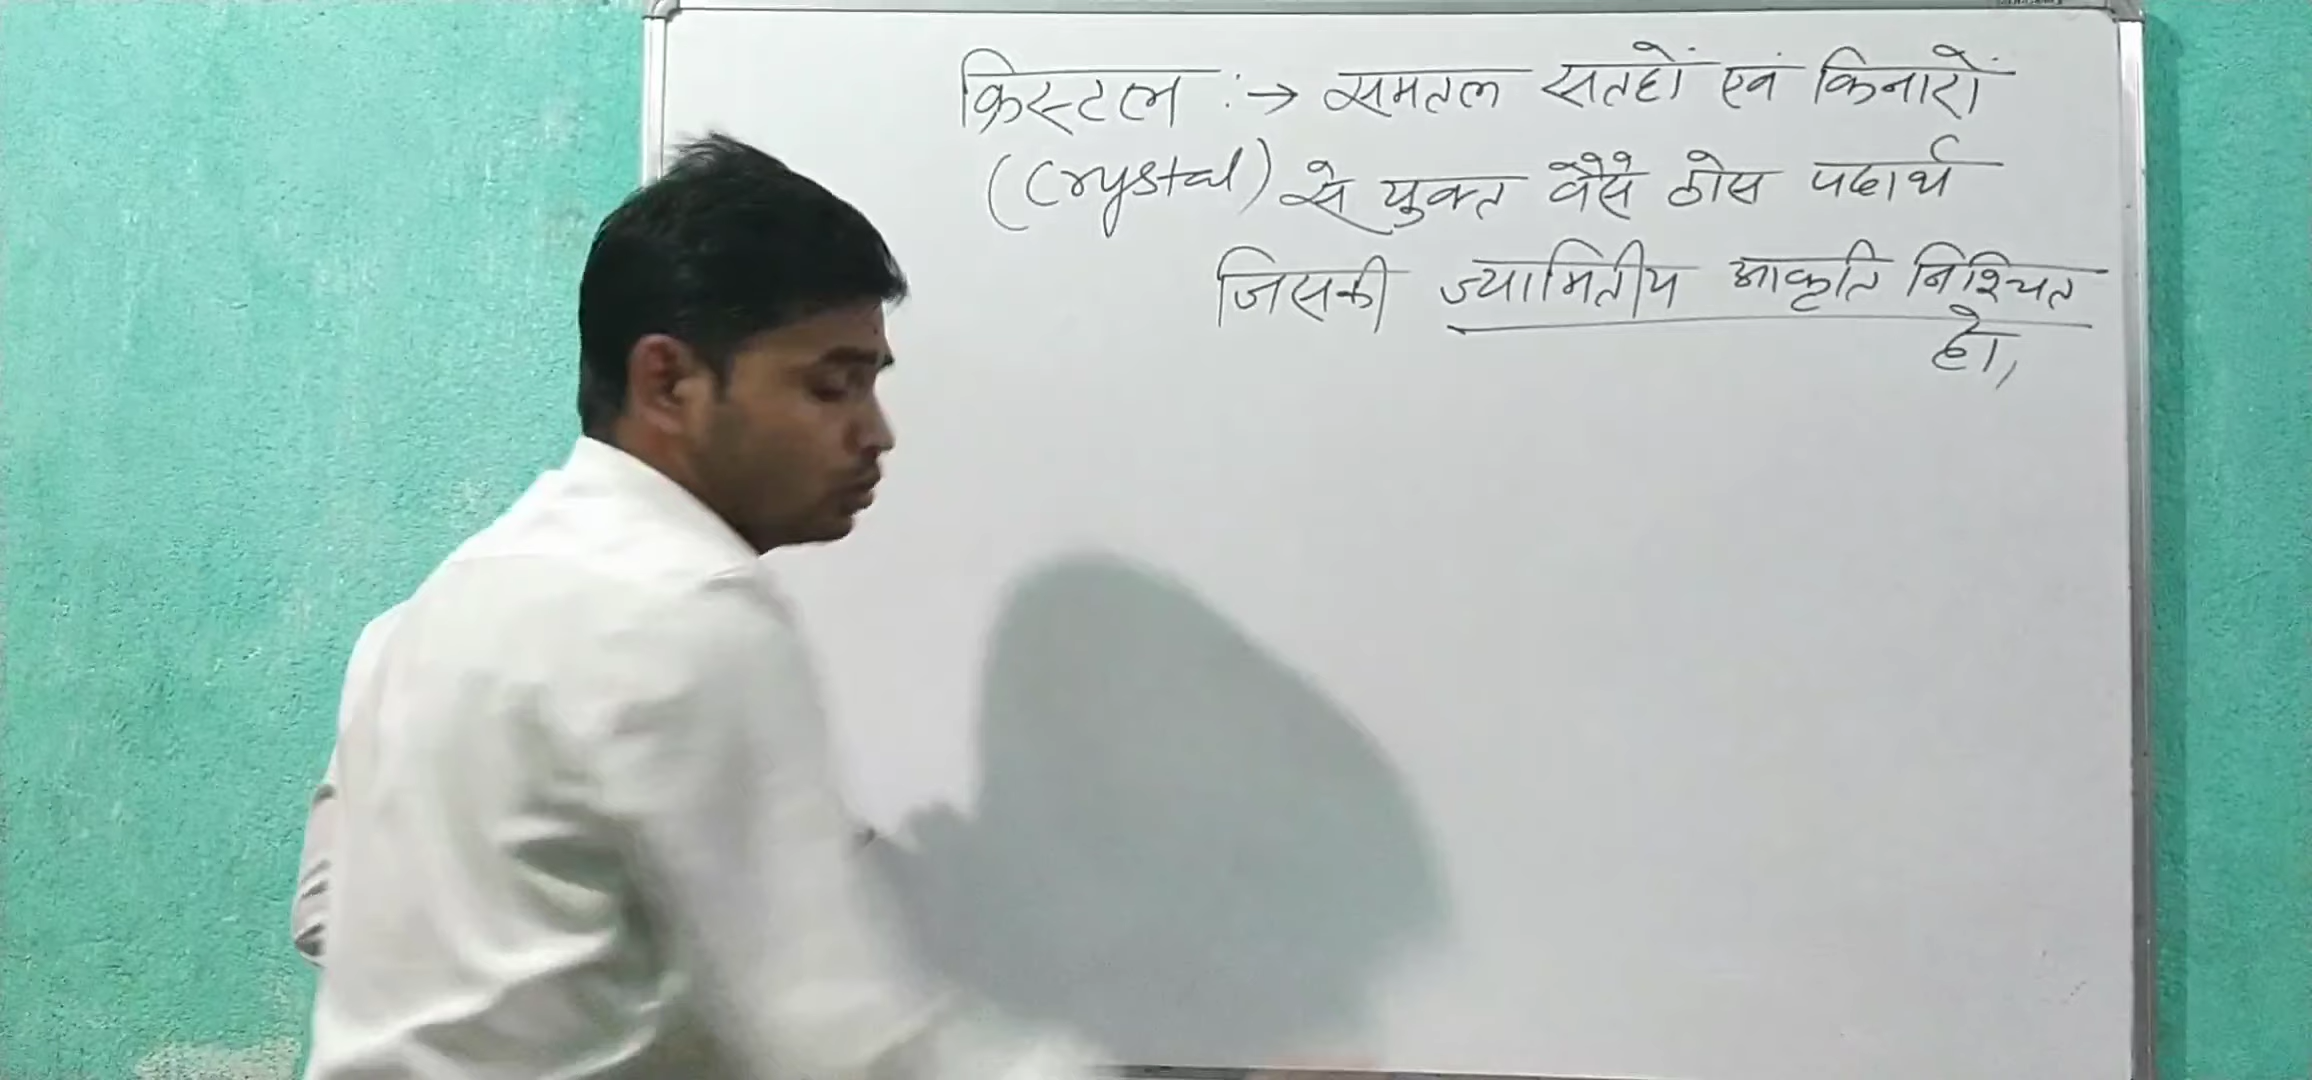 क्रिस्टल :→ समतल सतहों एवं किनारों
(Crystal) से युक्त वैसे ठोस पदार्थ
जिसकी ज्यामितीय आकृति निश्चित
हो,